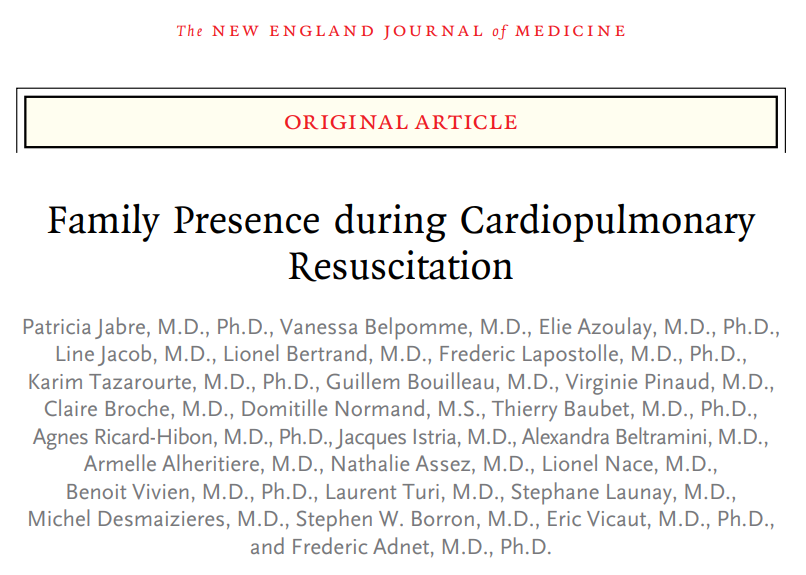 The NEW ENGLAND JOURNAL of MEDICINE
ORIGINAL ARTICLE
Family Presence during Cardiopulmonary
Resuscitation
Patricia Jabre, M.D., Ph.D., Vanessa Belpomme, M.D., Elie Azoulay, M.D., Ph.D.,
Line Jacob, M.D., Lionel Bertrand, M.D., Frederic Lapostolle, M.D., Ph.D.,
Karim Tazarourte, M.D., Ph.D., Guillem Bouilleau, M.D., Virginie Pinaud, M.D.,
Claire Broche, M.D., Domitille Normand, M.S., Thierry Baubet, M.D., Ph.D.,
Agnes Ricard-Hibon, M.D., Ph.D., Jacques Istria, M.D., Alexandra Beltramini, M.D.,
Armelle Alheritiere, M.D., Nathalie Assez, M.D., Lionel Nace, M.D.,
Benoit Vivien, M.D., Ph.D., Laurent Turi, M.D., Stephane Launay, M.D.,
Michel Desmaizieres, M.D., Stephen W. Borron, M.D., Eric Vicaut, M.D., Ph.D.,
and Frederic Adnet, M.D., Ph.D.